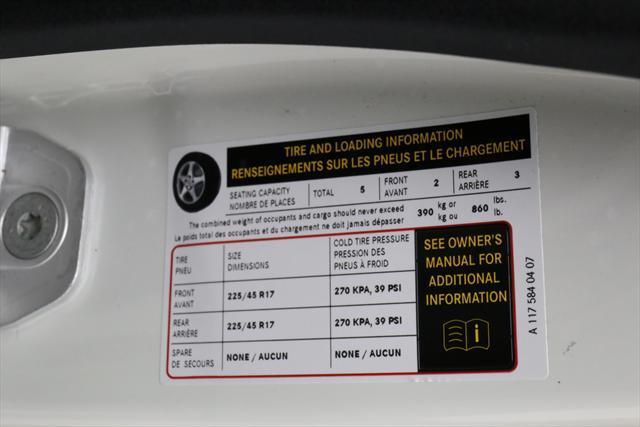 TIRE AND LOADING INFORMATION
RENSEIGNEMENTS SUR LES PNEUS ET LE CHARGEMENT
SEATING CAPACITY TOTAL 5 FRONT 2 REAR 3
NOMBRE DE PLACES AVANT ARRIÈRE
The combined weight of occupants and cargo should never exceed 390 kg or 860 lbs.
Le poids total des occupants et du chargement ne doit jamais dépasser kg ou lb.
TIRE SIZE COLD TIRE PRESSURE
PNEU DIMENSIONS PRESSION DES
PNEUS À FROID
FRONT 225/45 R17 270 KPA, 39 PSI
AVANT
REAR 225/45 R17 270 KPA, 39 PSI
ARRIÈRE
SPARE NONE / AUCUN NONE / AUCUN
DE SECOURS
SEE OWNER'S
MANUAL FOR
ADDITIONAL
INFORMATION
i
A 117 584 04 07